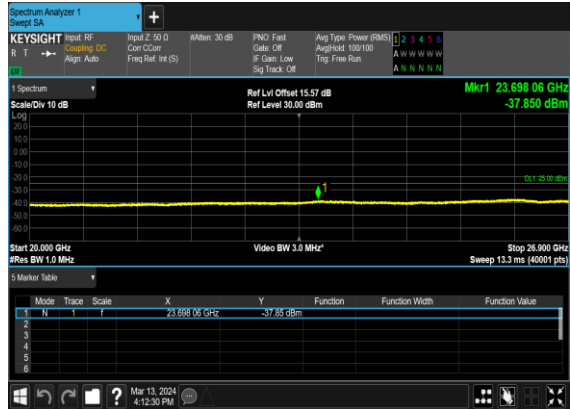 Spectrum Analyzer 1
Swept SA
+
KEYSIGHT Input: RF Input Z: 50 Ω #Atten: 30 dB PNO: Fast Avg Type: Power (RMS) 1 2 3 4 5 6
R T Coupling: DC Corr CCorr Gate: Off Avg|Hold: 100/100 A W W W W W
Align: Auto Freq Ref: Int (S) IF Gain: Low Trig: Free Run
Sig Track: Off A N N N N N
1 Spectrum Ref Lvl Offset 15.57 dB Mkr1 23.698 06 GHz
Scale/Div 10 dB Ref Level 30.00 dBm -37.850 dBm
Log
20.0
10.0
0.00
-10.0
-20.0
DL1 -25.00 dBm
-30.0 1
-40.0
-50.0
-60.0
Start 20.000 GHz Video BW 3.0 MHz* Stop 26.900 GHz
#Res BW 1.0 MHz Sweep 13.3 ms (40001 pts)
5 Marker Table
Mode Trace Scale X Y Function Function Width Function Value
1 N 1 f 23.698 06 GHz -37.85 dBm
2
3
4
5
6
? Mar 13, 2024
4:12:30 PM